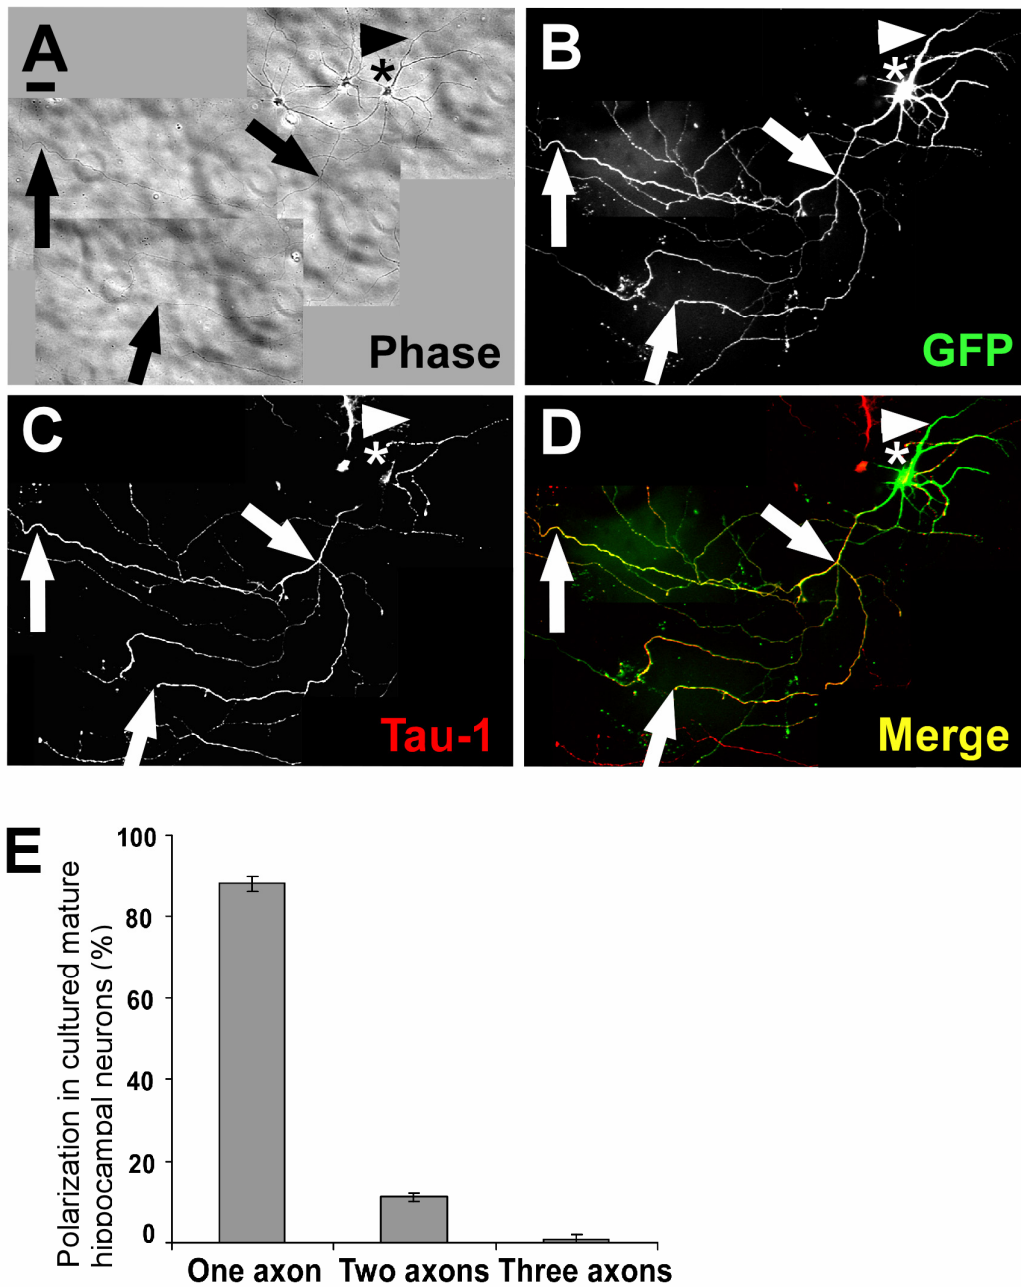 A
*
Phase
B
*
GFP
C
*
Tau-1
D
*
Merge
E
Polarization in cultured mature
hippocampal neurons (%)
100
80
60
40
20
0
One axon Two axons Three axons